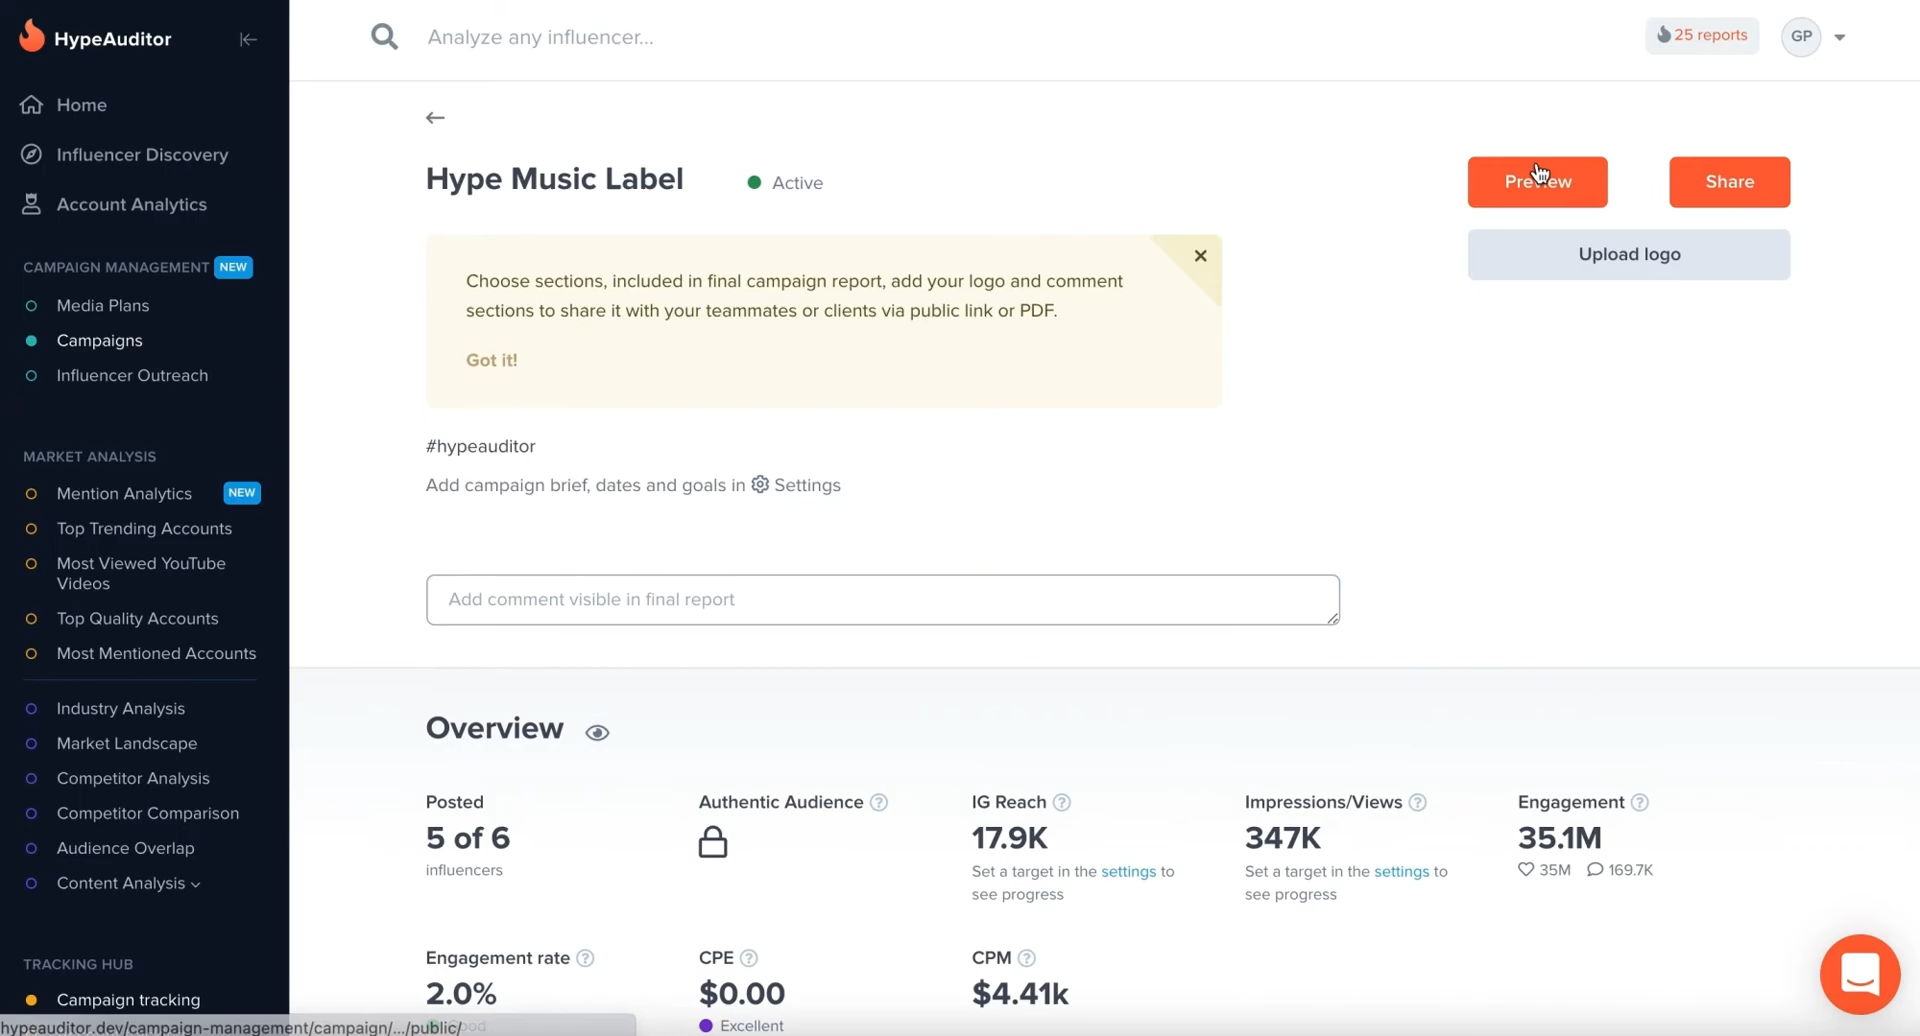 HypeAuditor
Analyze any influencer...
25 reports
GP
Home
Influencer Discovery
Account Analytics
CAMPAIGN MANAGEMENT NEW
Media Plans
Campaigns
Influencer Outreach
MARKET ANALYSIS
Mention Analytics NEW
Top Trending Accounts
Most Viewed YouTube
Videos
Top Quality Accounts
Most Mentioned Accounts
Industry Analysis
Market Landscape
Competitor Analysis
Competitor Comparison
Audience Overlap
Content Analysis
TRACKING HUB
Campaign tracking
hypeauditor.dev/campaign-management/campaign/.../public/
Hype Music Label
Active
Preview
Share
Upload logo
Choose sections, included in final campaign report, add your logo and comment
sections to share it with your teammates or clients via public link or PDF.
Got it!
#hypeauditor
Add campaign brief, dates and goals in Settings
Add comment visible in final report
Overview
Posted
5 of 6
influencers
Authentic Audience ?
IG Reach ?
17.9K
Set a target in the settings to
see progress
Impressions/Views ?
347K
Set a target in the settings to
see progress
Engagement ?
35.1M
35M 169.7K
Engagement rate ?
2.0%
Good
CPE ?
$0.00
Excellent
CPM ?
$4.41k